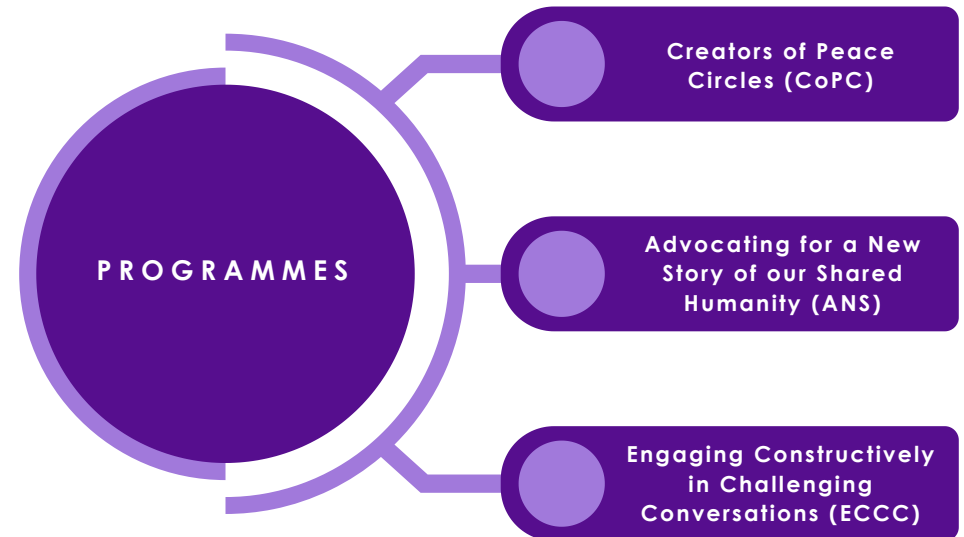 PROGRAMMES
Creators of Peace
Circles (CoPC)
Advocating for a New
Story of our Shared
Humanity (ANS)
Engaging Constructively
in Challenging
Conversations (ECCC)